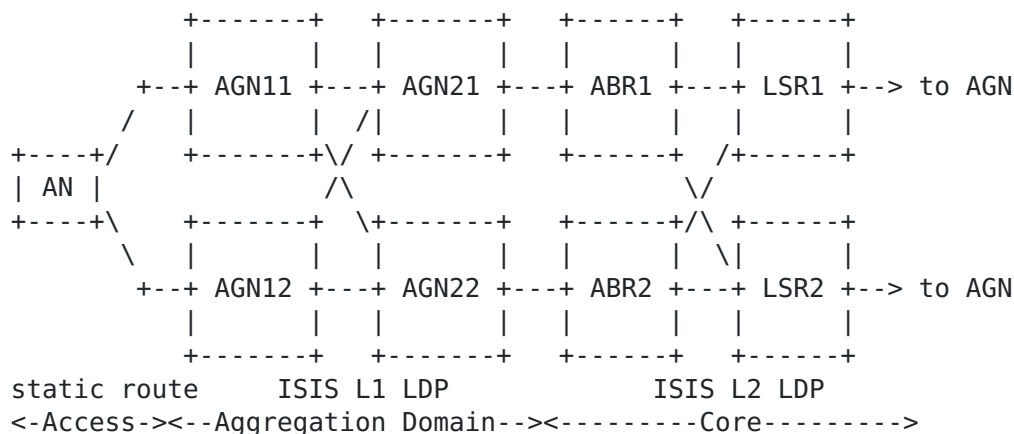 AGN11 AGN21 ABR1 LSR1 --> to AGN
AN
AGN12 AGN22 ABR2 LSR2 --> to AGN
static route ISIS L1 LDP ISIS L2 LDP
<-Access-><--Aggregation Domain--><---------Core--------->